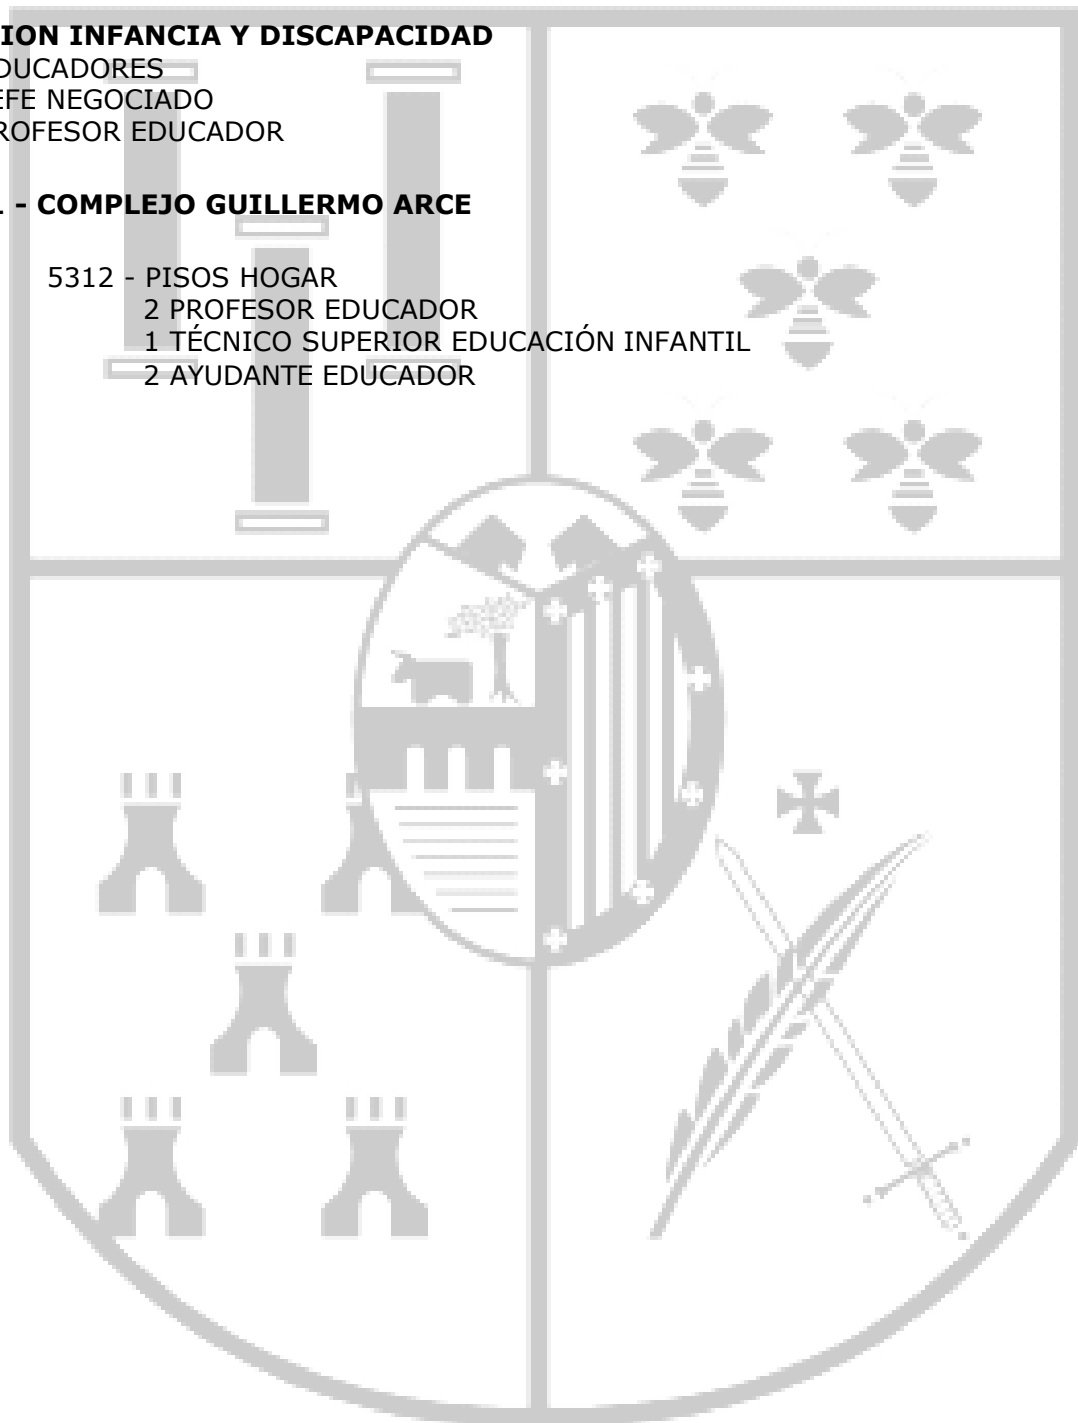 ION INFANCIA Y DISCAPACIDAD
DUCADORES
EFE NEGOCIADO
ROFESOR EDUCADOR
- COMPLEJO GUILLERMO ARCE
5312 - PISOS HOGAR
2 PROFESOR EDUCADOR
1 TÉCNICO SUPERIOR EDUCACIÓN INFANTIL
2 AYUDANTE EDUCADOR